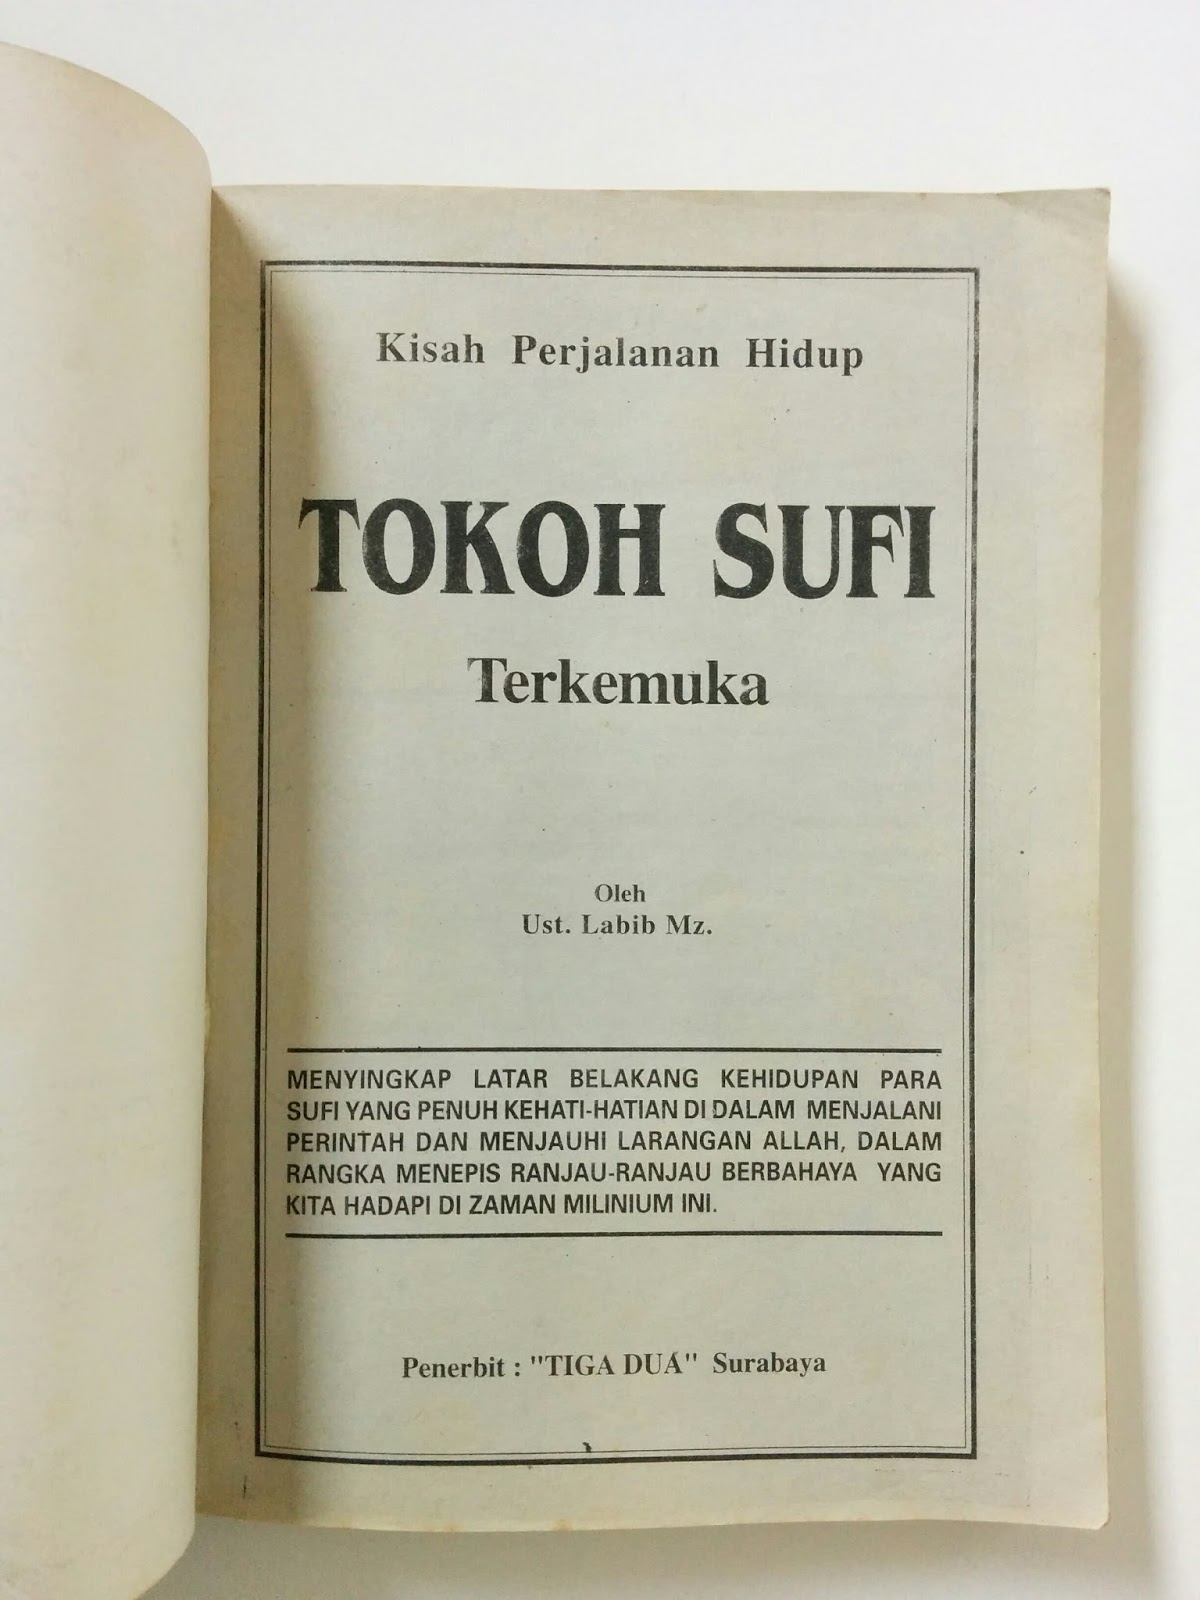 Kisah Perjalanan Hidup
TOKOH SUFI
Terkemuka
Oleh
Ust. Labib Mz.
MENYINGKAP LATAR BELAKANG KEHIDUPAN PARA
SUFI YANG PENUH KEHATI-HATIAN DI DALAM MENJALANI
PERINTAH DAN MENJAUHI LARANGAN ALLAH, DALAM
RANGKA MENEPIS RANJAU-RANJAU BERBAHAYA YANG
KITA HADAPI DI ZAMAN MILINIUM INI.
Penerbit : "TIGA DUA" Surabaya